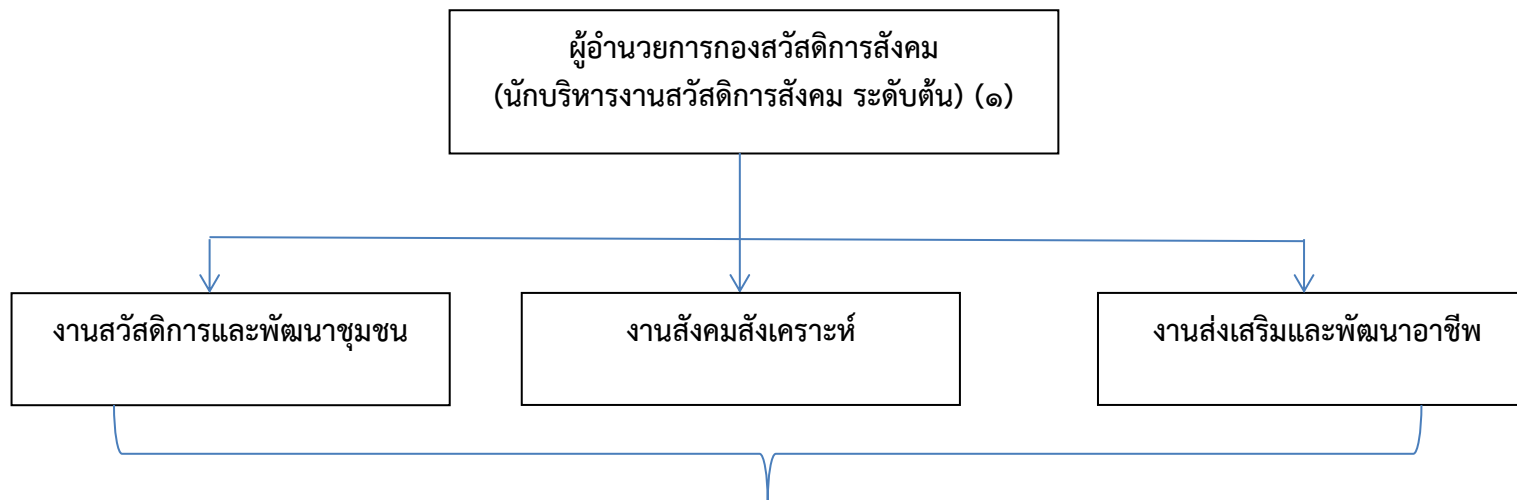 ผู้อำนวยการกองสวัสดิการสังคม
(นักบริหารงานสวัสดิการสังคม ระดับต้น) (๑)
งานสวัสดิการและพัฒนาชุมชน
งานสังคมสังเคราะห์
งานส่งเสริมและพัฒนาอาชีพ